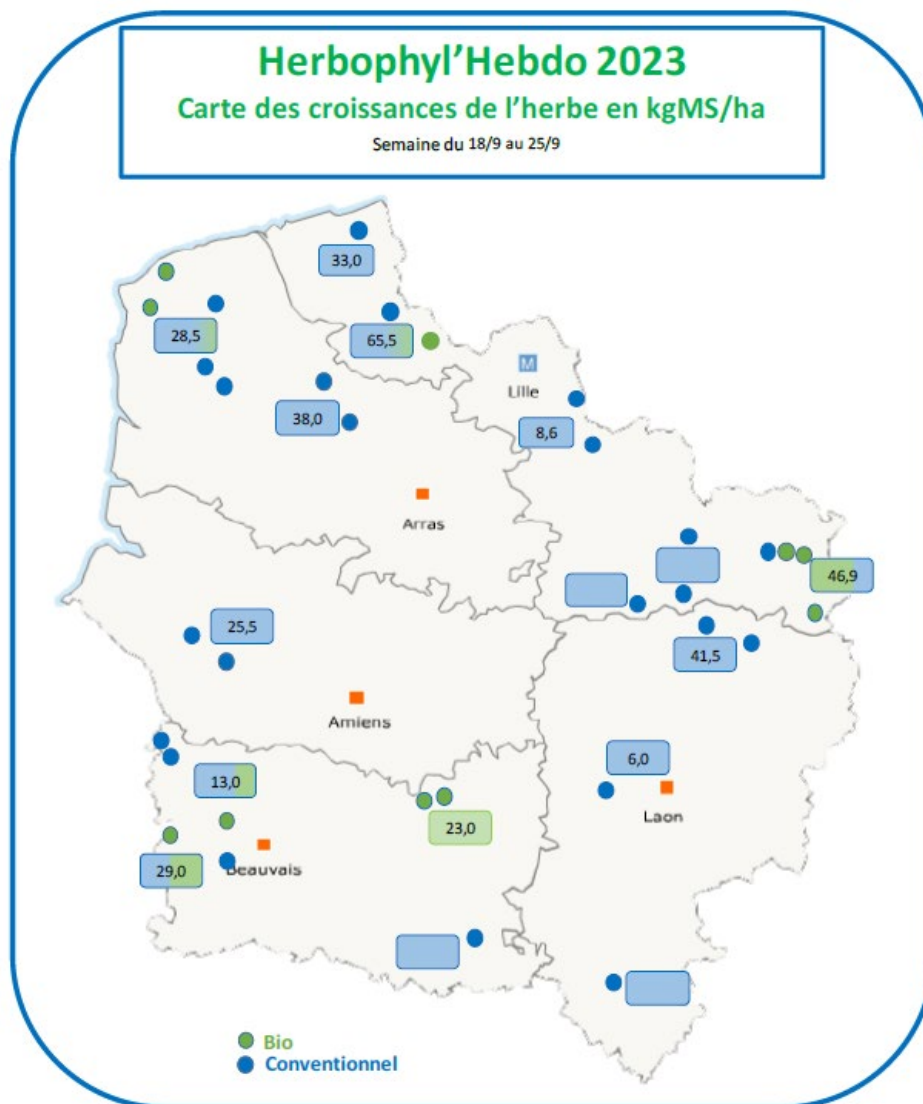 Herbophyl'Hebdo 2023
Carte des croissances de l'herbe en kgMS/ha
Semaine du 18/9 au 25/9
33,0
28,5
65,5
M
Lille
38,0
8,6
Arras
46,9
25,5
41,5
Amiens
6,0
13,0
Laon
23,0
29,0
Beauvais
Bio
Conventionnel